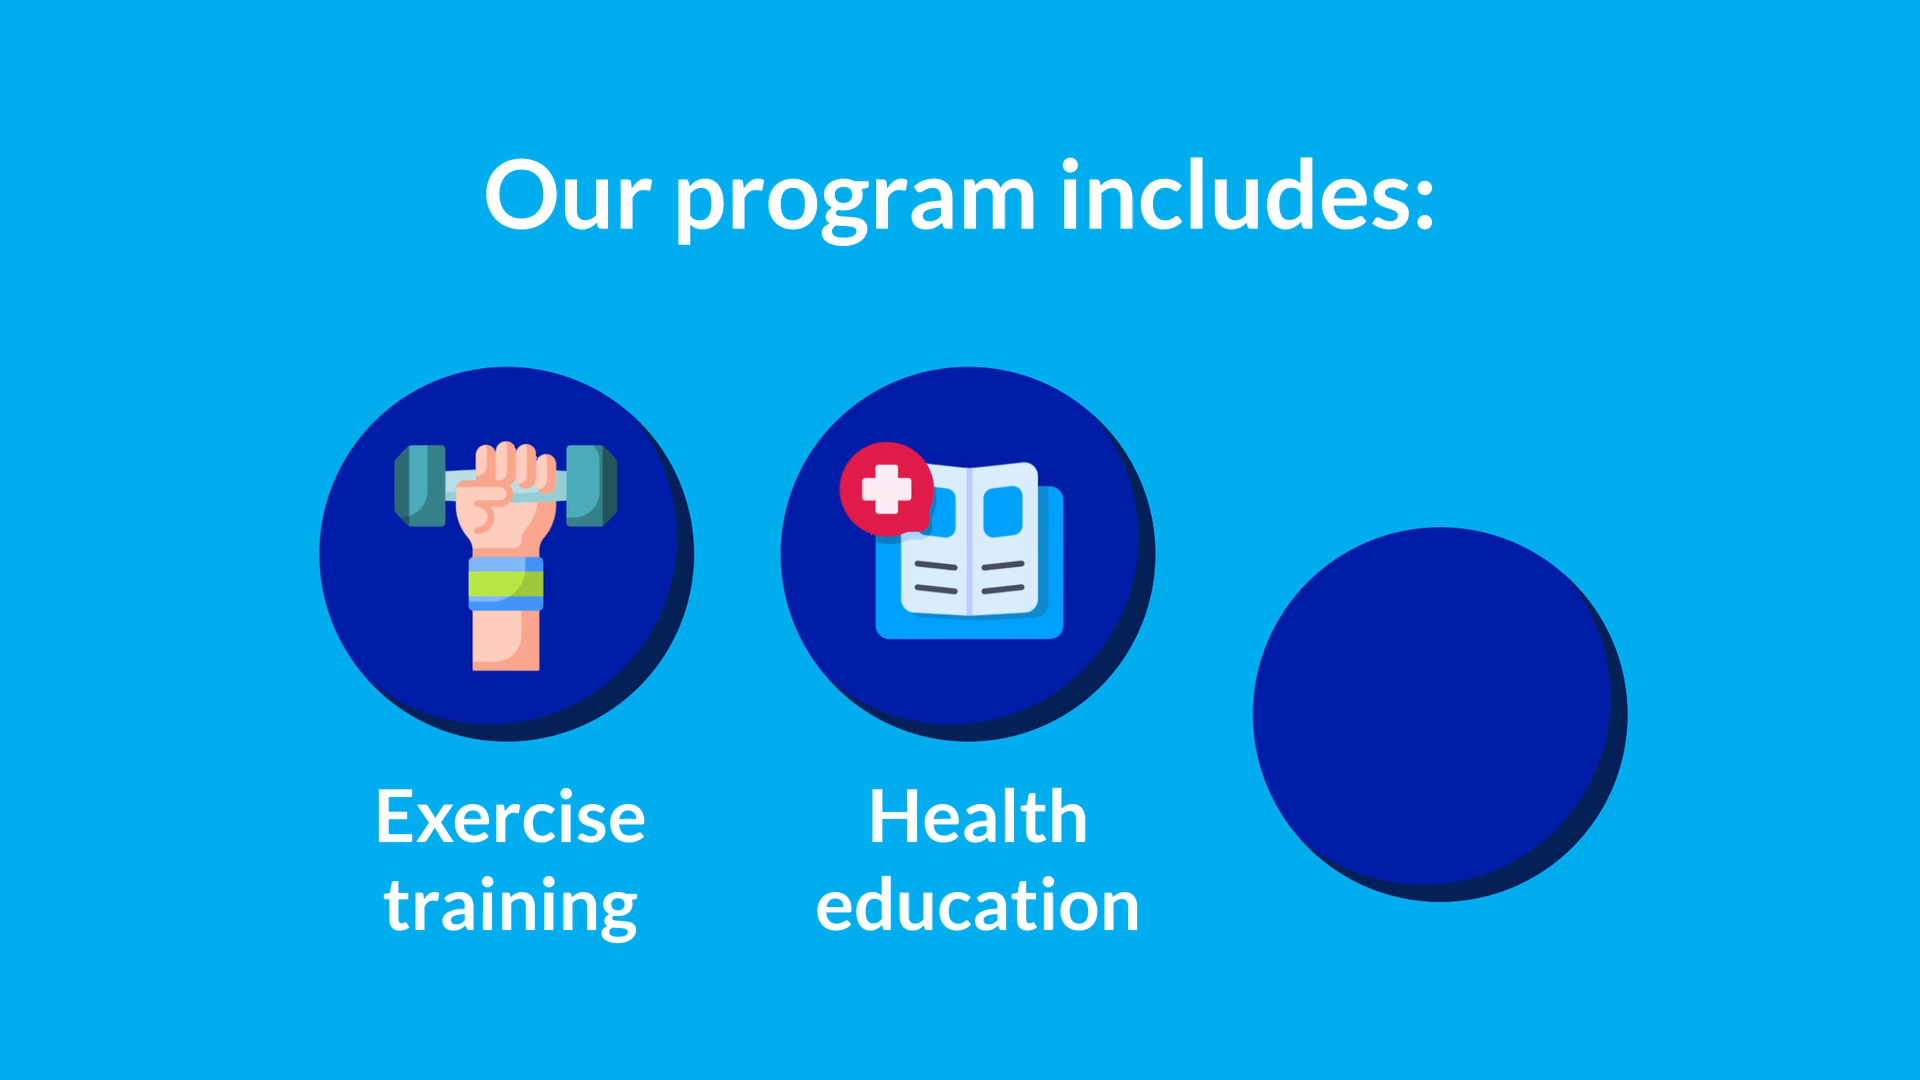 Our program includes:
Exercise
training
Health
education